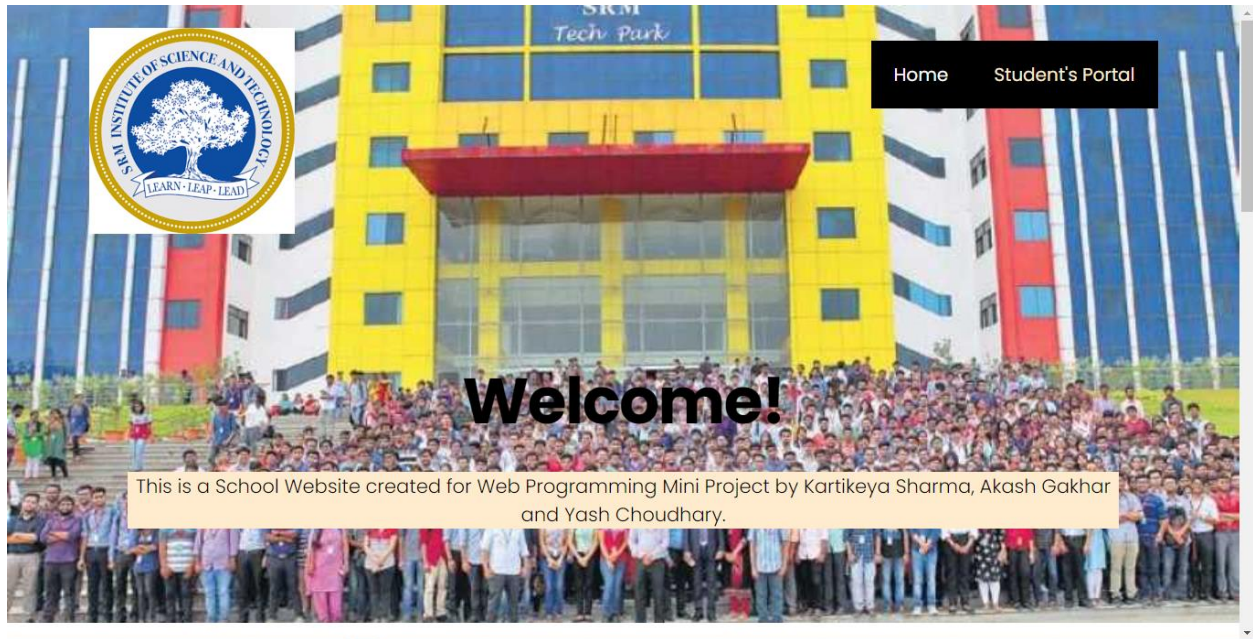 SRM
Tech Park
SRM INSTITUTE OF SCIENCE AND TECHNOLOGY
LEARN · LEAP · LEAD
Home Student's Portal
Welcome!
This is a School Website created for Web Programming Mini Project by Kartikeya Sharma, Akash Gakhar
and Yash Choudhary.